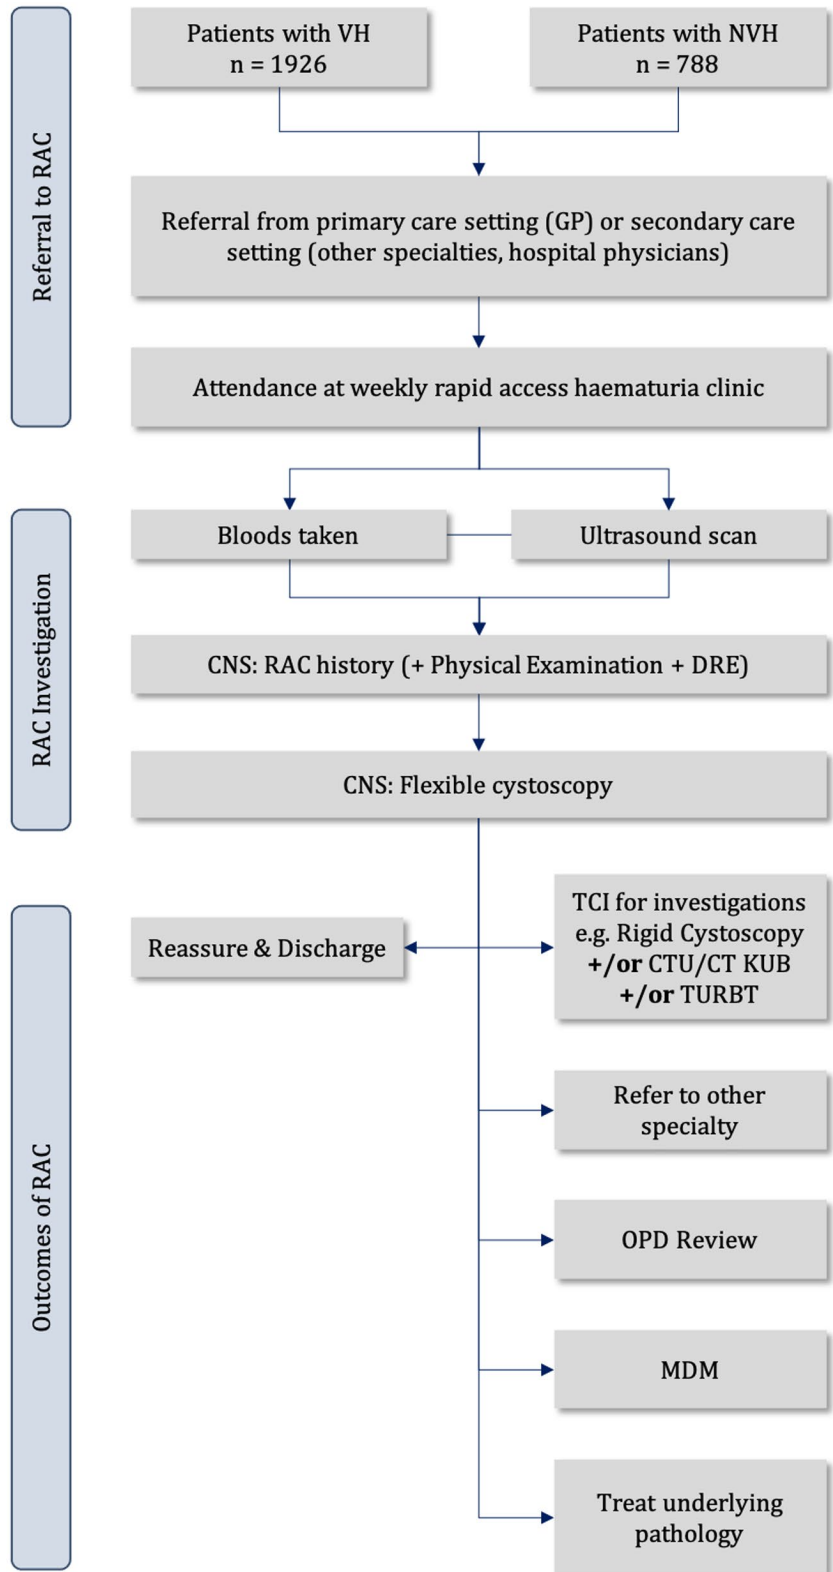 Referral to RAC
Patients with VH
n = 1926
Patients with NVH
n = 788
Referral from primary care setting (GP) or secondary care
setting (other specialties, hospital physicians)
Attendance at weekly rapid access haematuria clinic
RAC Investigation
Bloods taken
Ultrasound scan
CNS: RAC history (+ Physical Examination + DRE)
CNS: Flexible cystoscopy
Outcomes of RAC
Reassure & Discharge
TCI for investigations
e.g. Rigid Cystoscopy
+/or CTU/CT KUB
+/or TURBT
Refer to other
specialty
OPD Review
MDM
Treat underlying
pathology